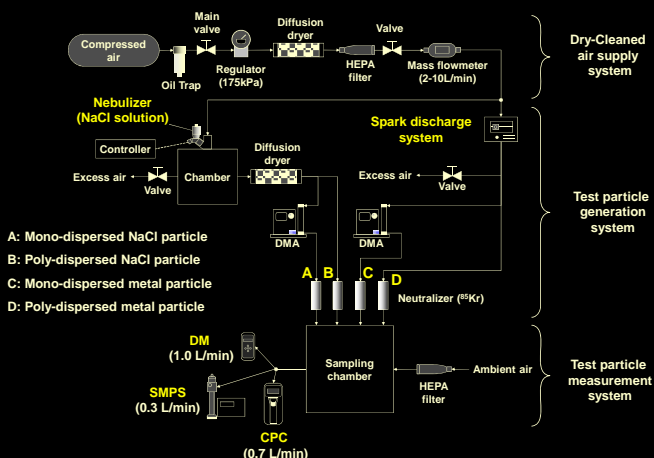 Compressed
air
Oil Trap
Main
valve
Regulator
(175kPa)
Diffusion
dryer
HEPA
filter
Valve
Mass flowmeter
(2-10L/min)
Dry-Cleaned
air supply
system
Nebulizer
(NaCl solution)
Controller
Excess air
Valve
Chamber
Diffusion
dryer
Spark discharge
system
Excess air
Valve
Test particle
generation
system
DMA
DMA
A: Mono-dispersed NaCl particle
B: Poly-dispersed NaCl particle
C: Mono-dispersed metal particle
D: Poly-dispersed metal particle
A
B
C
D
Neutralizer (⁸⁵Kr)
DM
(1.0 L/min)
SMPS
(0.3 L/min)
CPC
(0.7 L/min)
Sampling
chamber
HEPA
filter
Ambient air
Test particle
measurement
system